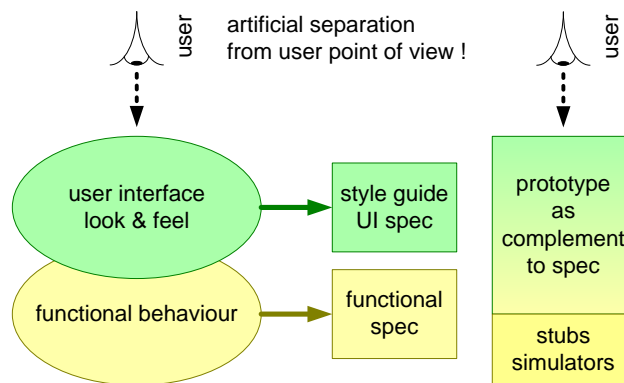 user
artificial separation
from user point of view !
user
user interface
look & feel
style guide
UI spec
prototype
as
complement
to spec
functional behaviour
functional
spec
stubs
simulators